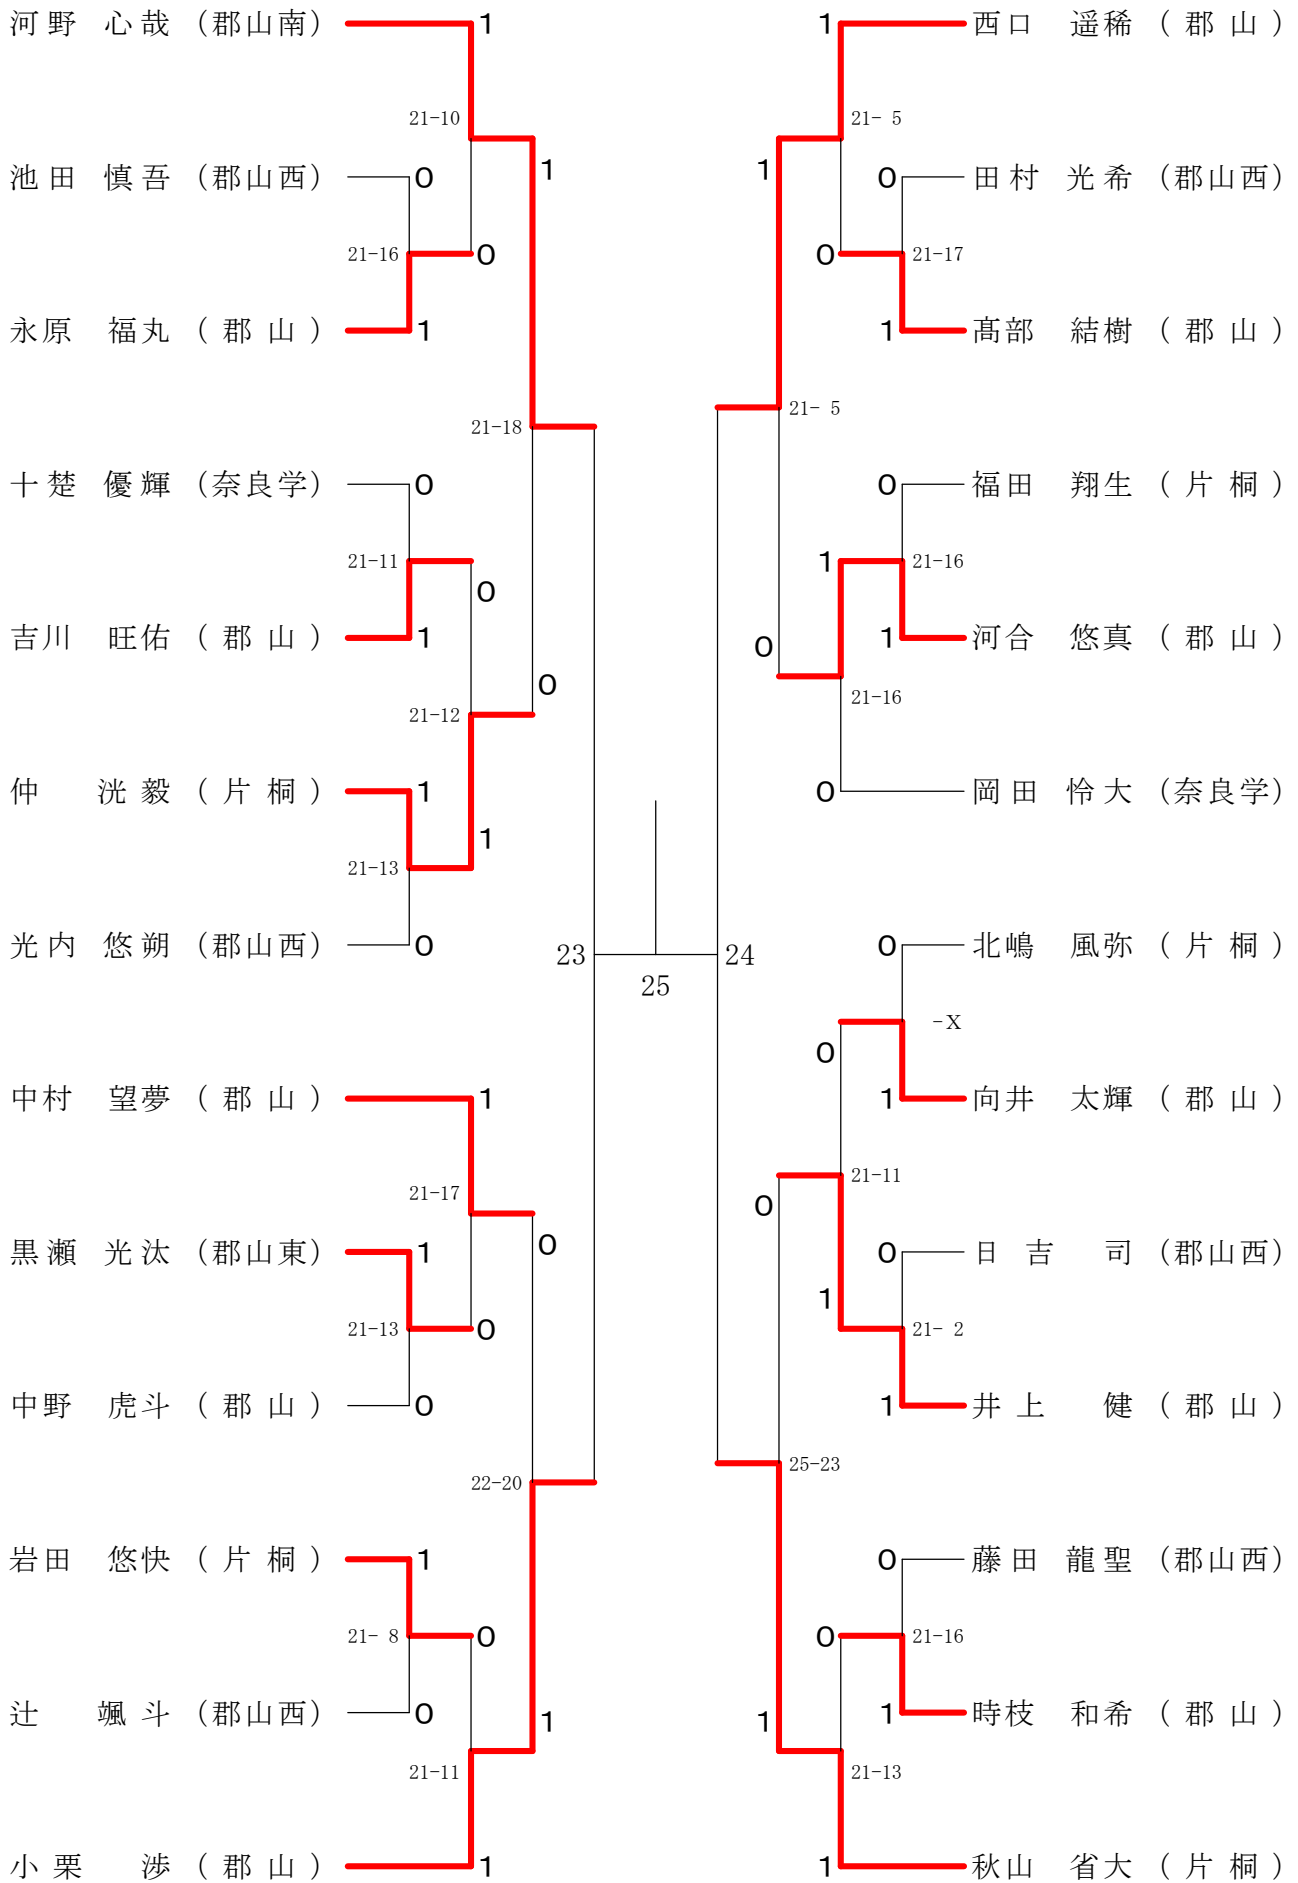 河野 心哉 (郡山南) 1 1 西口 遥稀 (郡山)
21-10 21- 5
1 1
池田 慎吾 (郡山西) 0 0 田村 光希 (郡山西)
21-16 0 0 21-17
永原 福丸 (郡山) 1 1 髙部 結樹 (郡山)
21- 5
21-18
十楚 優輝 (奈良学) 0 0 福田 翔生 (片桐)
21-11 1 21-16
0
吉川 旺佑 (郡山) 1 1 河合 悠真 (郡山)
0
0
21-12 21-16
仲 洸毅 (片桐) 1 0 岡田 怜大 (奈良学)
1
21-13
光内 悠朔 (郡山西) 0 0 北嶋 風弥 (片桐)
23 24
25
-X
0
中村 望夢 (郡山) 1 1 向井 太輝 (郡山)
21-17 21-11
0
黒瀬 光汰 (郡山東) 1 0 0 日吉 司 (郡山西)
1
21-13 0 21- 2
中野 虎斗 (郡山) 0 1 井上 健 (郡山)
22-20 25-23
岩田 悠快 (片桐) 1 0 藤田 龍聖 (郡山西)
21- 8 0 0 21-16
辻 颯斗 (郡山西) 0 1 1 1 時枝 和希 (郡山)
21-11 21-13
小栗 渉 (郡山) 1 1 秋山 省大 (片桐)